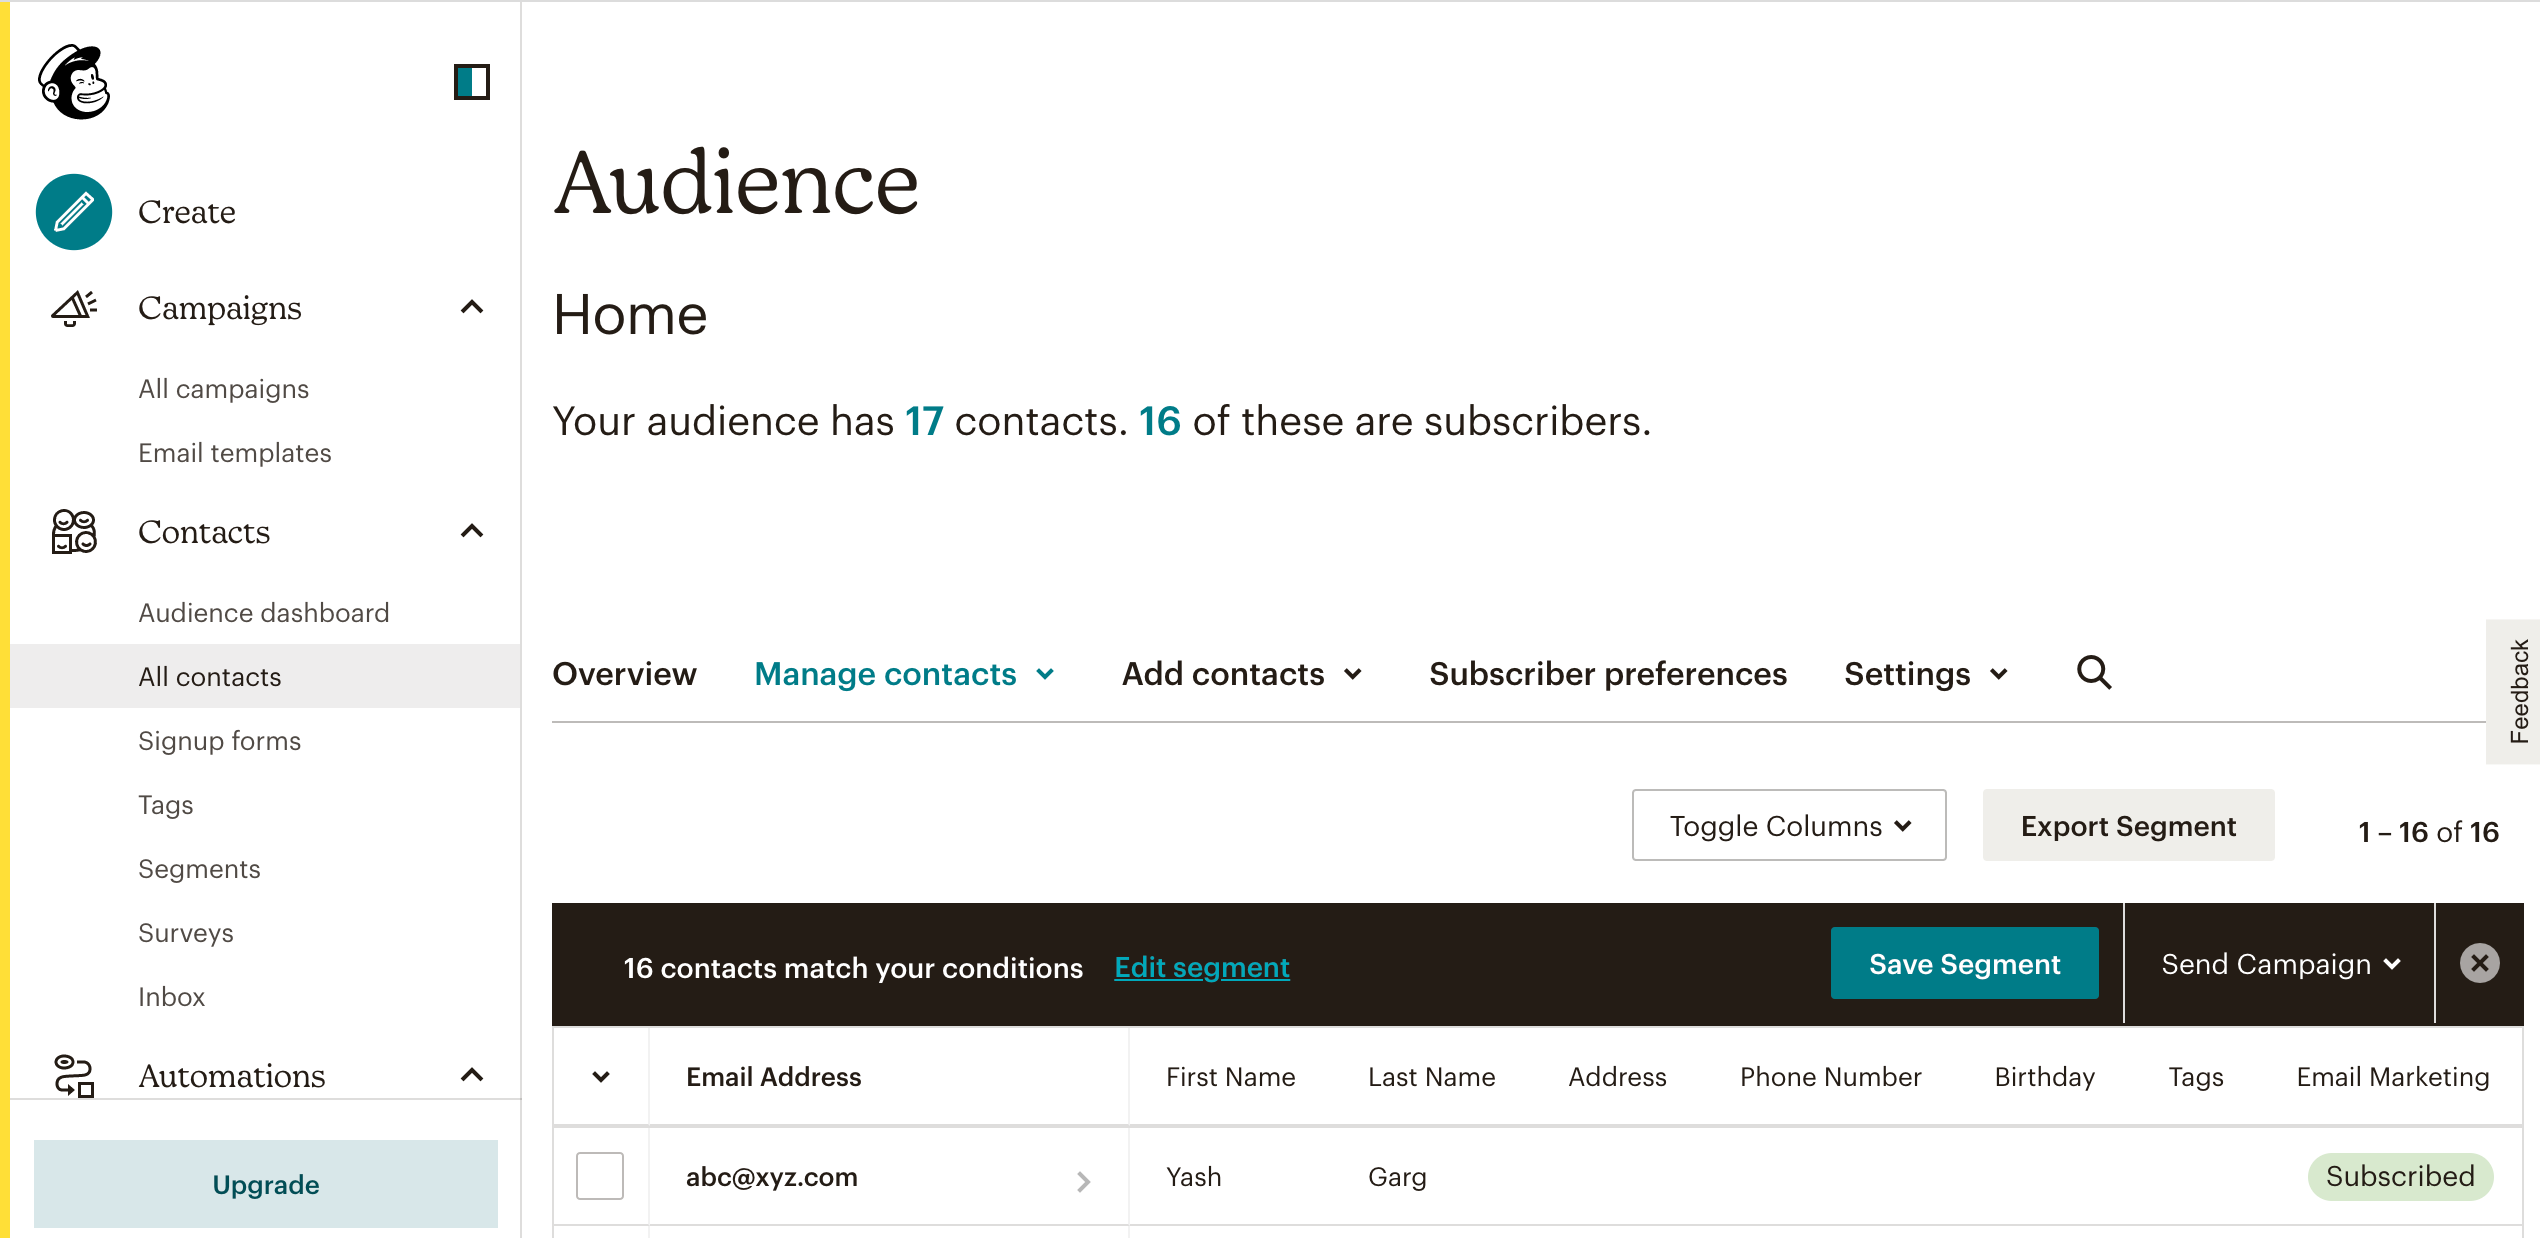 Create
Campaigns
All campaigns
Email templates
Contacts
Audience dashboard
All contacts
Signup forms
Tags
Segments
Surveys
Inbox
Automations
Upgrade
Audience
Home
Your audience has 17 contacts. 16 of these are subscribers.
Overview Manage contacts Add contacts Subscriber preferences Settings
Feedback
Toggle Columns Export Segment 1 – 16 of 16
16 contacts match your conditions Edit segment Save Segment Send Campaign
Email Address First Name Last Name Address Phone Number Birthday Tags Email Marketing
abc@xyz.com Yash Garg Subscribed